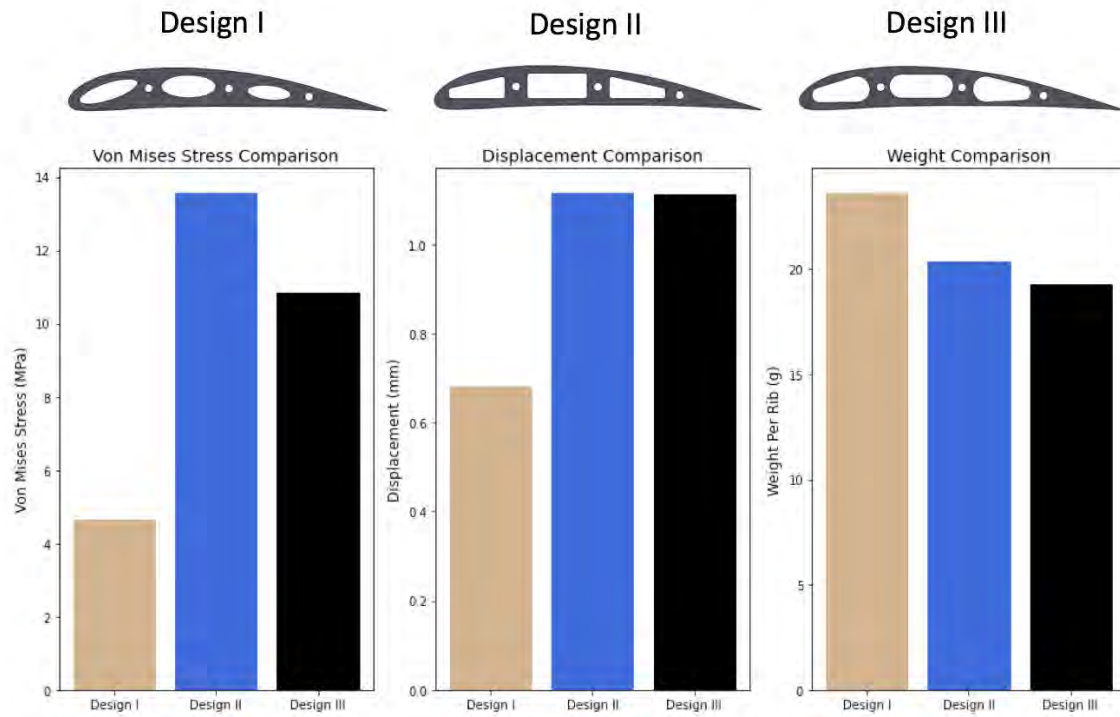 Design I
Design II
Design III
Von Mises Stress Comparison
Displacement Comparison
Weight Comparison
Von Mises Stress (MPa)
14
12
10
8
6
4
2
0
Design I
Design II
Design III
Displacement (mm)
1.0
0.8
0.6
0.4
0.2
0.0
Design I
Design II
Design III
Weight Per Rib (g)
20
15
10
5
0
Design I
Design II
Design III